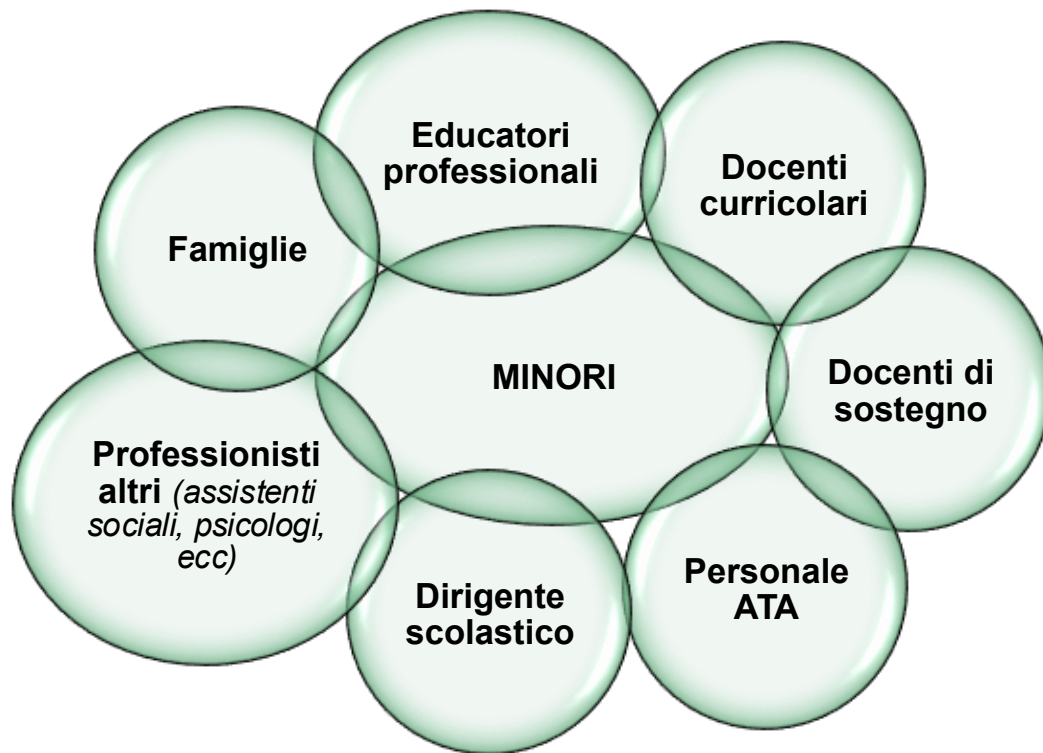 Educatori
professionali
Docenti
curricolari
Famiglie
MINORI
Docenti di
sostegno
Professionisti
altri (assistenti
sociali, psicologi,
ecc)
Personale
ATA
Dirigente
scolastico